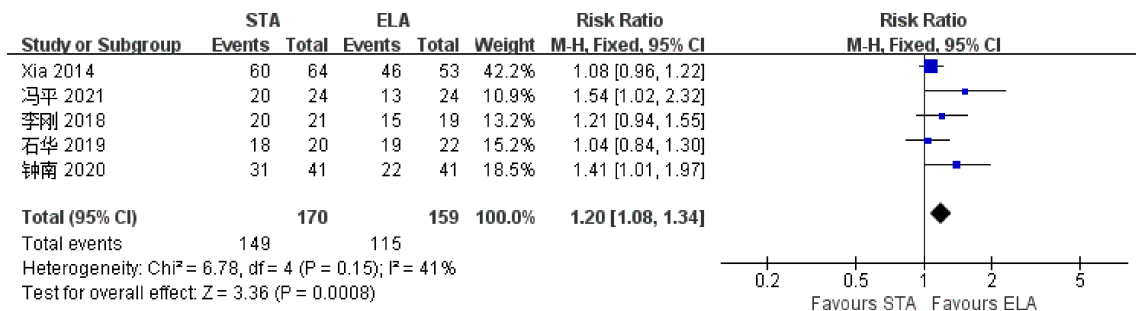 STA ELA Risk Ratio Risk Ratio
Study or Subgroup Events Total Events Total Weight M-H, Fixed, 95% CI M-H, Fixed, 95% CI
Xia 2014 60 64 46 53 42.2% 1.08 [0.96, 1.22]
冯平 2021 20 24 13 24 10.9% 1.54 [1.02, 2.32]
李刚 2018 20 21 15 19 13.2% 1.21 [0.94, 1.55]
石华 2019 18 20 19 22 15.2% 1.04 [0.84, 1.30]
钟南 2020 31 41 22 41 18.5% 1.41 [1.01, 1.97]
Total (95% CI) 170 159 100.0% 1.20 [1.08, 1.34]
Total events 149 115
Heterogeneity: Chi² = 6.78, df = 4 (P = 0.15); I² = 41%
Test for overall effect: Z = 3.36 (P = 0.0008)
0.2 0.5 1 2 5
Favours STA Favours ELA